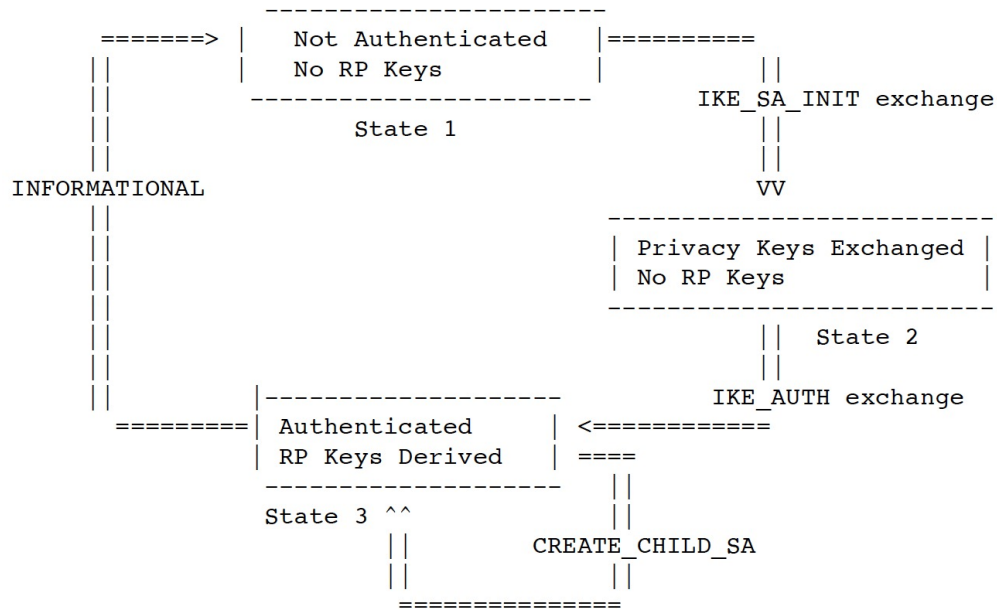 Not Authenticated
No RP Keys
IKE_SA_INIT exchange
State 1
INFORMATIONAL
VV
Privacy Keys Exchanged
No RP Keys
State 2
IKE_AUTH exchange
Authenticated
RP Keys Derived
State 3 ^^
CREATE_CHILD_SA